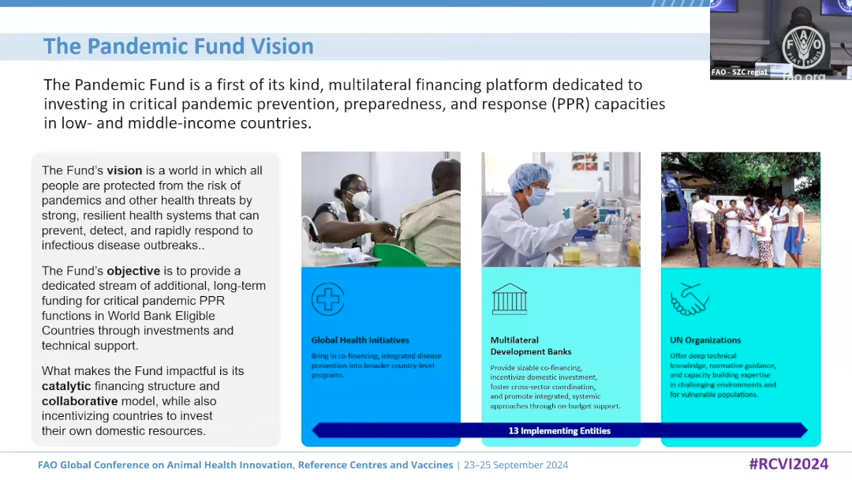 The Pandemic Fund Vision
FAO - SZC regia1
FAO
FIAT PANIS
fao.org
The Pandemic Fund is a first of its kind, multilateral financing platform dedicated to
investing in critical pandemic prevention, preparedness, and response (PPR) capacities
in low- and middle-income countries.
The Fund's vision is a world in which all
people are protected from the risk of
pandemics and other health threats by
strong, resilient health systems that can
prevent, detect, and rapidly respond to
infectious disease outbreaks..
The Fund's objective is to provide a
dedicated stream of additional, long-term
funding for critical pandemic PPR
functions in World Bank Eligible
Countries through investments and
technical support.
What makes the Fund impactful is its
catalytic financing structure and
collaborative model, while also
incentivizing countries to invest
their own domestic resources.
Global Health Initiatives
Bring in co-financing, integrated disease
prevention into broader country-level
programs.
Multilateral
Development Banks
Provide sizable co-financing,
incentivize domestic investment,
foster cross-sector coordination,
and promote integrated, systemic
approaches through on-budget support.
UN Organizations
Offer deep technical
knowledge, normative guidance,
and capacity building expertise
in challenging environments and
for vulnerable populations.
13 Implementing Entities
FAO Global Conference on Animal Health Innovation, Reference Centres and Vaccines | 23–25 September 2024
#RCVI2024